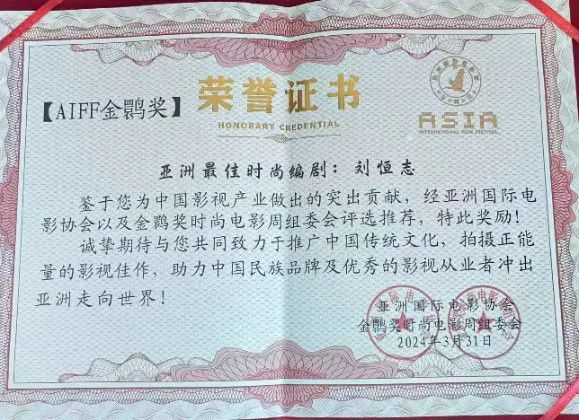 【AIFF金鹮奖】
荣誉证书
HONORARY CREDENTIAL
ASIA
INTERNATIONAL FILM FESTIVAL
亚洲最佳时尚编剧：刘恒志
鉴于您为中国影视产业做出的突出贡献，经亚洲国际电
影协会以及金鹮奖时尚电影周组委会评选推荐，特此奖励！
诚挚期待与您共同致力于推广中国传统文化，拍摄正能
量的影视佳作，助力中国民族品牌及优秀的影视从业者冲出
亚洲走向世界！
亚洲国际电影协会
金鹮奖时尚电影周组委会
2024年3月31日